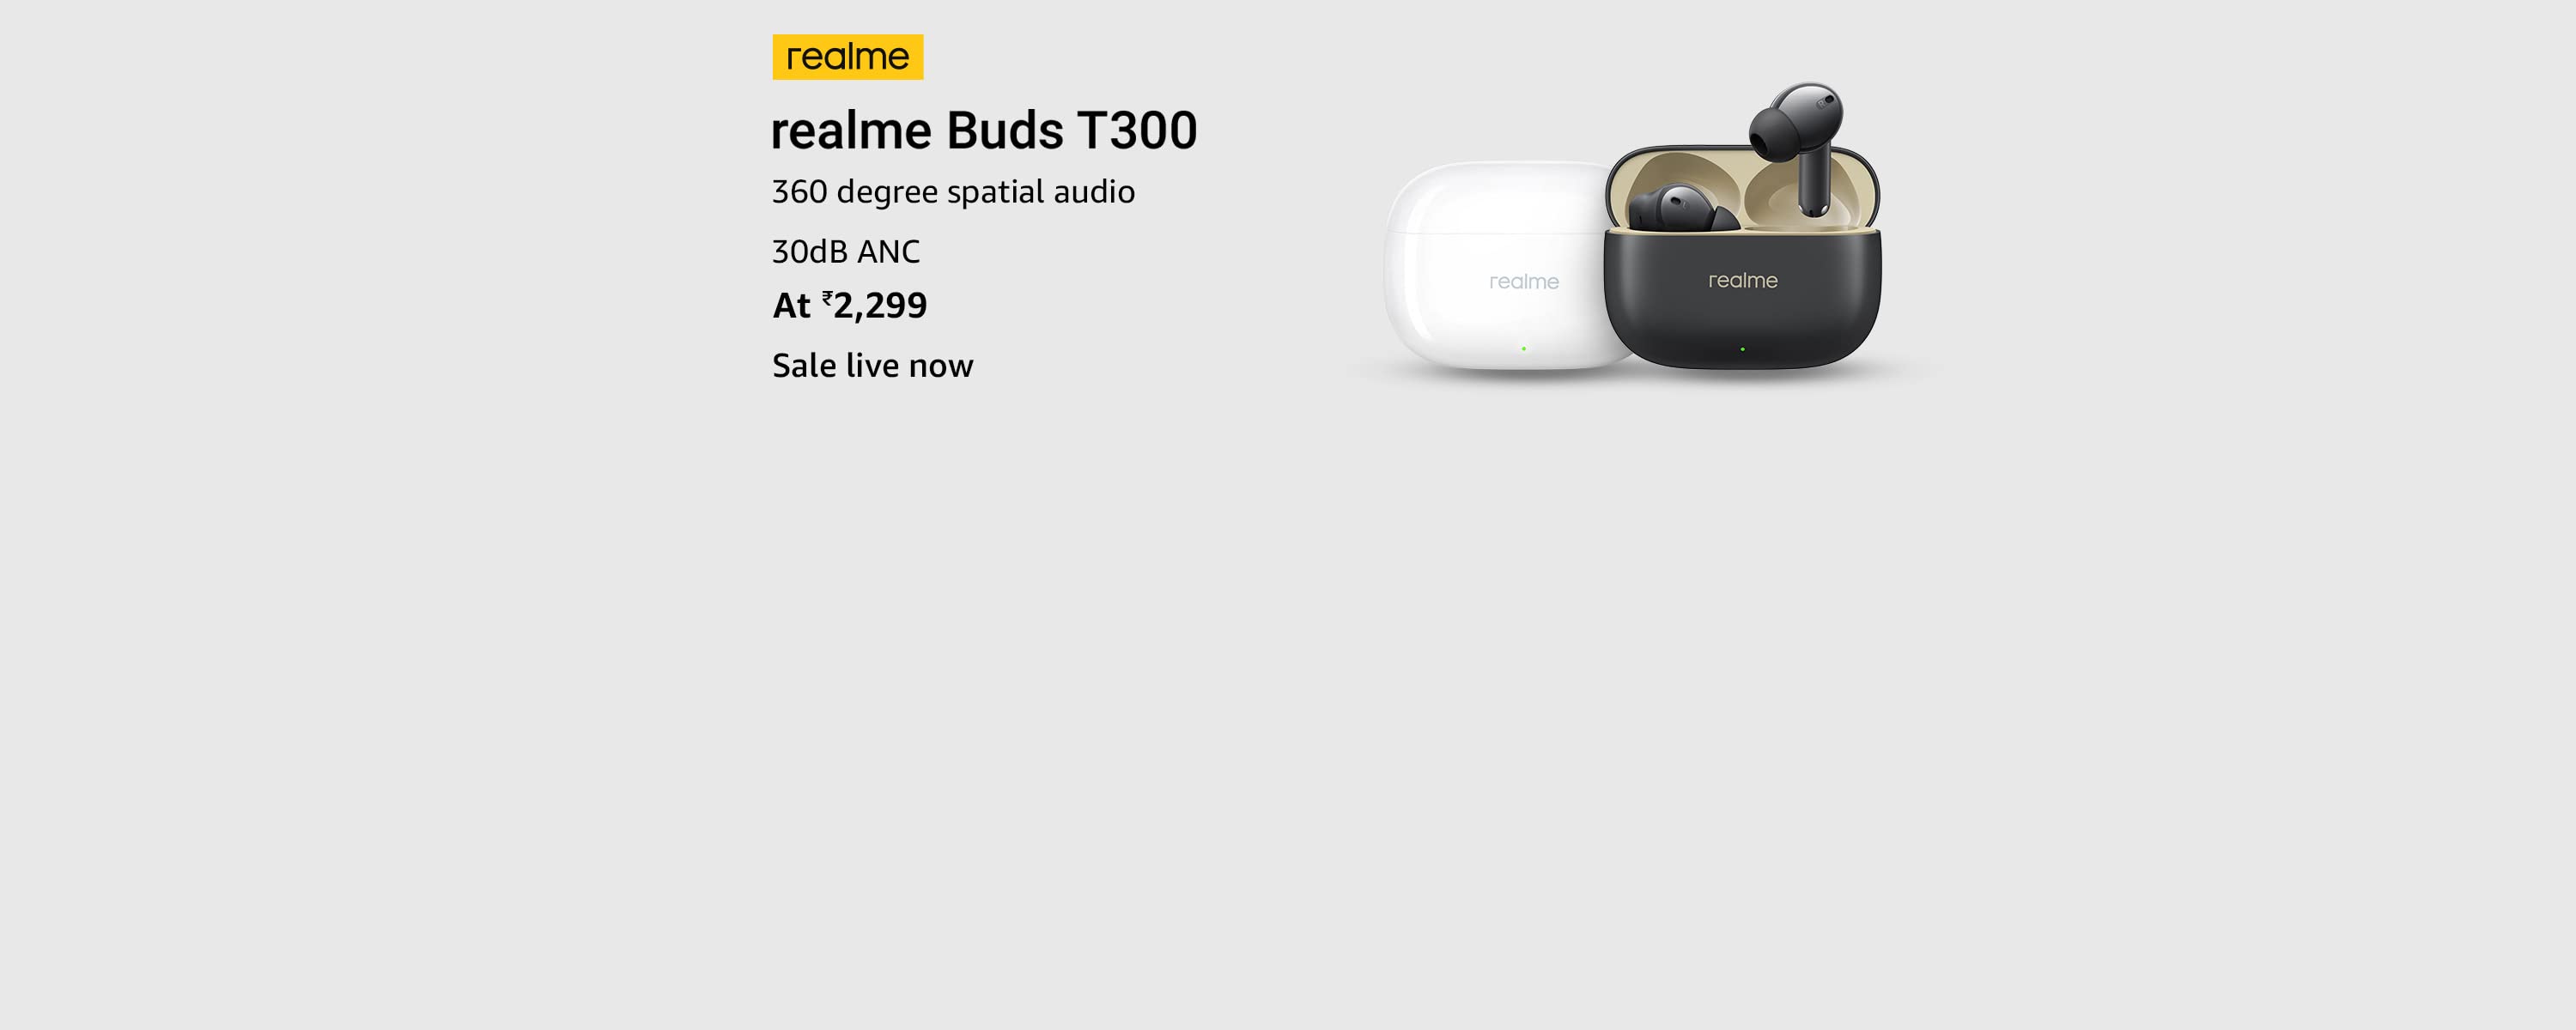 realme
realme Buds T300
360 degree spatial audio
30dB ANC
At ₹2,299
Sale live now
realme
realme